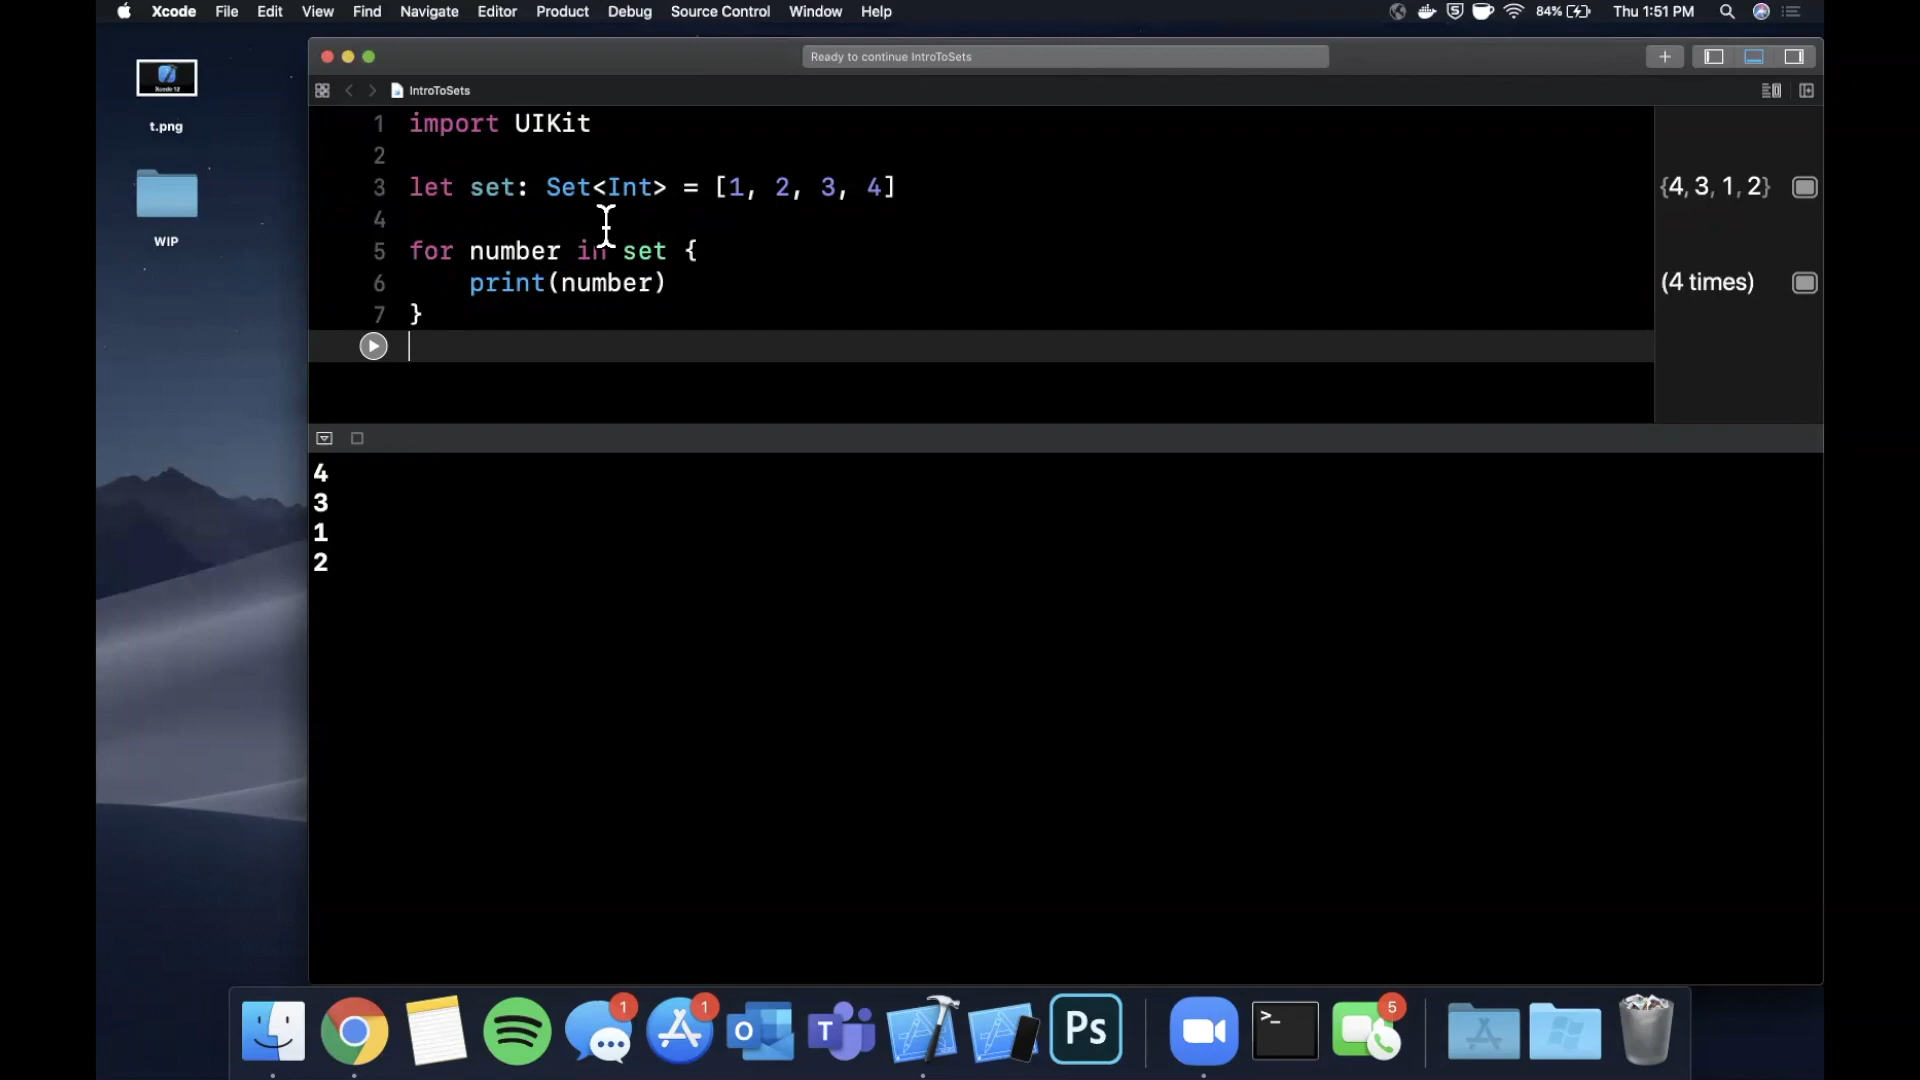 Xcode File Edit View Find Navigate Editor Product Debug Source Control Window Help 84% Thu 1:51 PM
Ready to continue IntroToSets
IntroToSets
Xcode 12
t.png
WIP
1 import UIKit
2
3 let set: Set<Int> = [1, 2, 3, 4]
4
5 for number in set {
6 print(number)
7 }
{4, 3, 1, 2}
(4 times)
4
3
1
2
1
1
O
T
Ps
>_
5